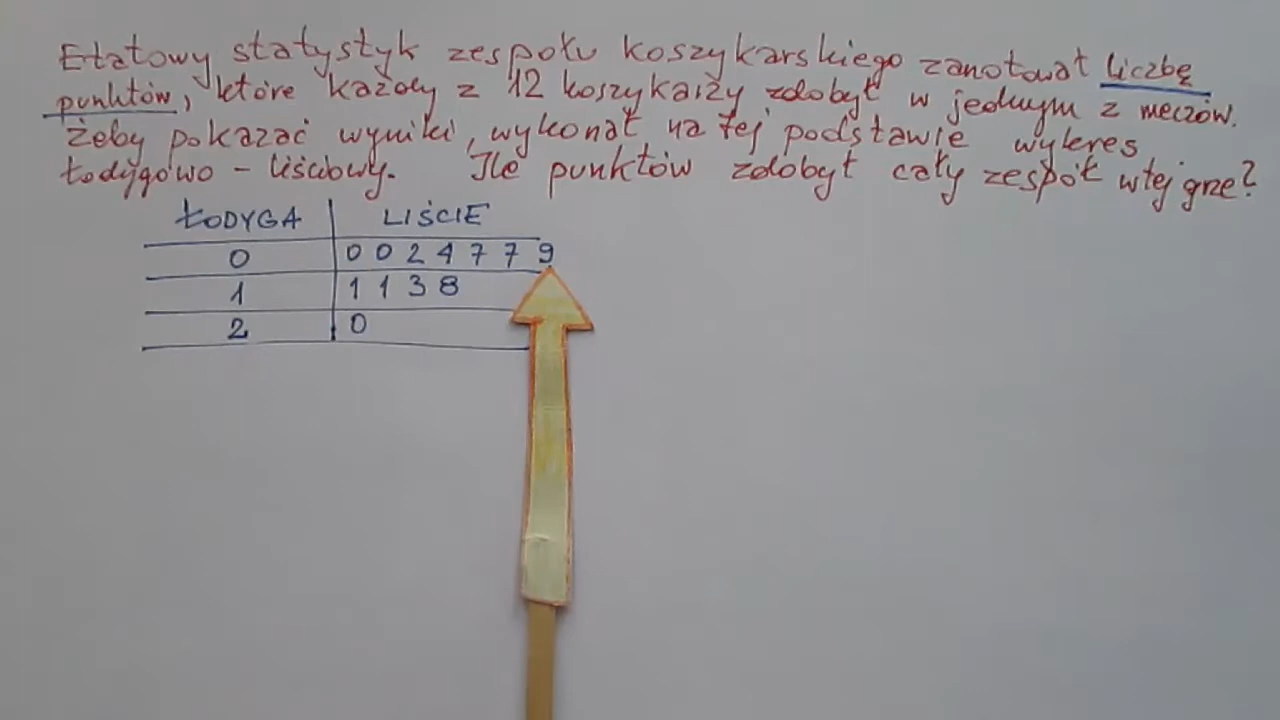 Etatowy statystyk zespołu koszykarskiego zanotował liczbę
punktów, które każdy z 12 koszykarzy zdobył w jednym z meczów.
Żeby pokazać wyniki, wykonał na tej podstawie wykres
łodygowo - liściowy. Ile punktów zdobył cały zespół w tej grze?
ŁODYGA LIŚCIE
0 0 0 2 4 7 7 9
1 1 1 3 8
2 0